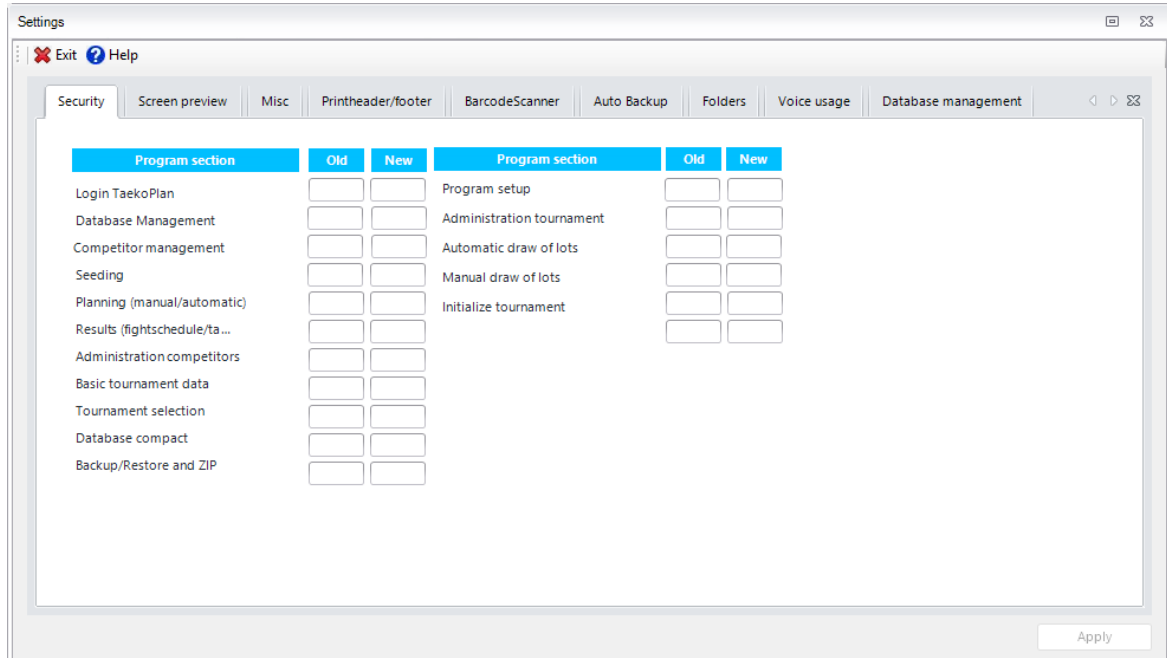 Settings
Exit Help
Security Screen preview Misc Printheader/footer BarcodeScanner Auto Backup Folders Voice usage Database management
Program section Old New
Login TaekoPlan
Database Management
Competitor management
Seeding
Planning (manual/automatic)
Results (fightschedule/ta...
Administration competitors
Basic tournament data
Tournament selection
Database compact
Backup/Restore and ZIP
Program section Old New
Program setup
Administration tournament
Automatic draw of lots
Manual draw of lots
Initialize tournament
Apply